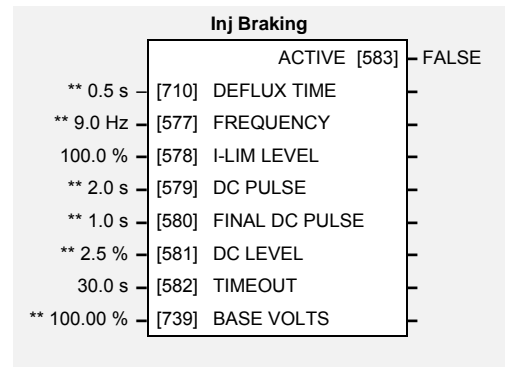 Inj Braking
ACTIVE [583] FALSE
** 0.5 s [710] DEFLUX TIME
** 9.0 Hz [577] FREQUENCY
100.0 % [578] I-LIM LEVEL
** 2.0 s [579] DC PULSE
** 1.0 s [580] FINAL DC PULSE
** 2.5 % [581] DC LEVEL
30.0 s [582] TIMEOUT
** 100.00 % [739] BASE VOLTS